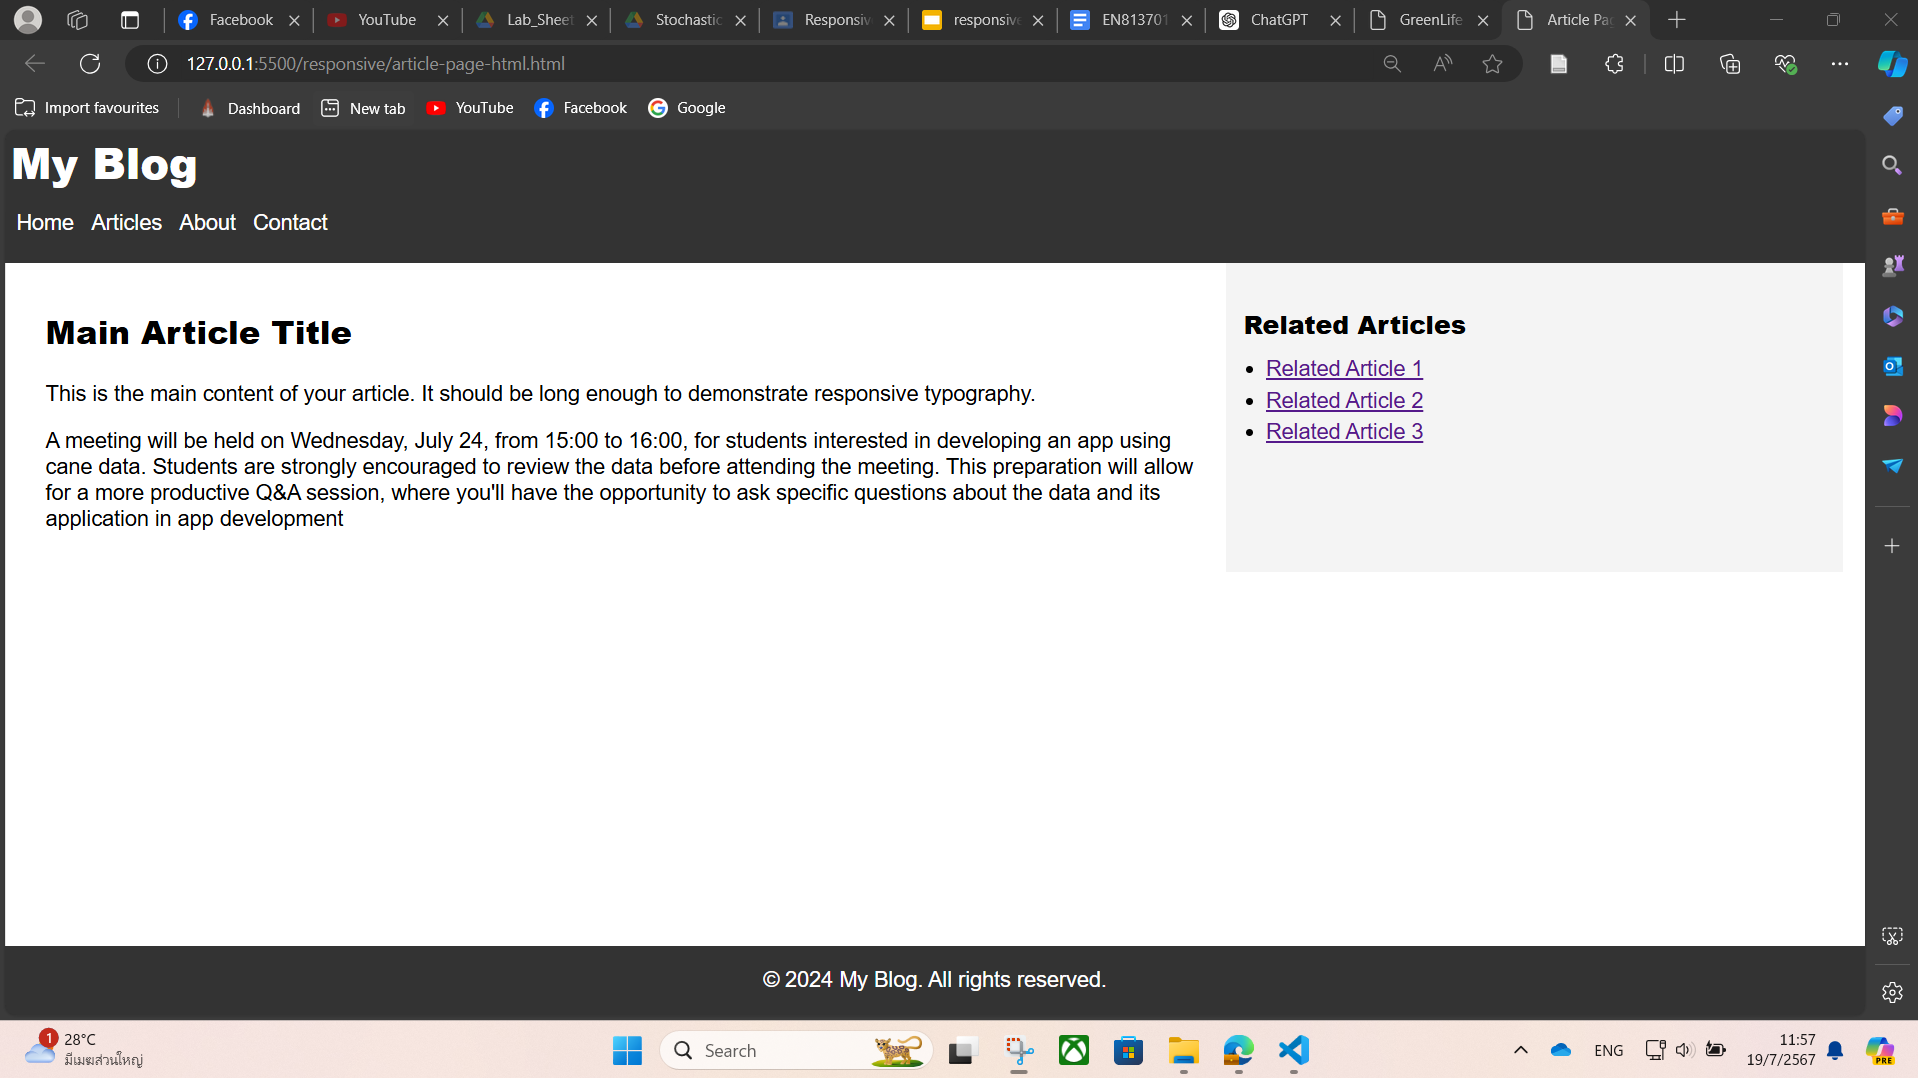 Facebook
YouTube
Lab_Sheet
Stochastic
Responsiv
responsive
EN813701
ChatGPT
GreenLife
Article Pag
127.0.0.1:5500/responsive/article-page-html.html
Import favourites
Dashboard
New tab
YouTube
Facebook
Google
My Blog
Home Articles About Contact
Main Article Title
This is the main content of your article. It should be long enough to demonstrate responsive typography.
A meeting will be held on Wednesday, July 24, from 15:00 to 16:00, for students interested in developing an app using
cane data. Students are strongly encouraged to review the data before attending the meeting. This preparation will allow
for a more productive Q&A session, where you'll have the opportunity to ask specific questions about the data and its
application in app development
Related Articles
Related Article 1
Related Article 2
Related Article 3
© 2024 My Blog. All rights reserved.
1
28°C
มีเมฆส่วนใหญ่
Search
ENG
11:57
19/7/2567
PRE